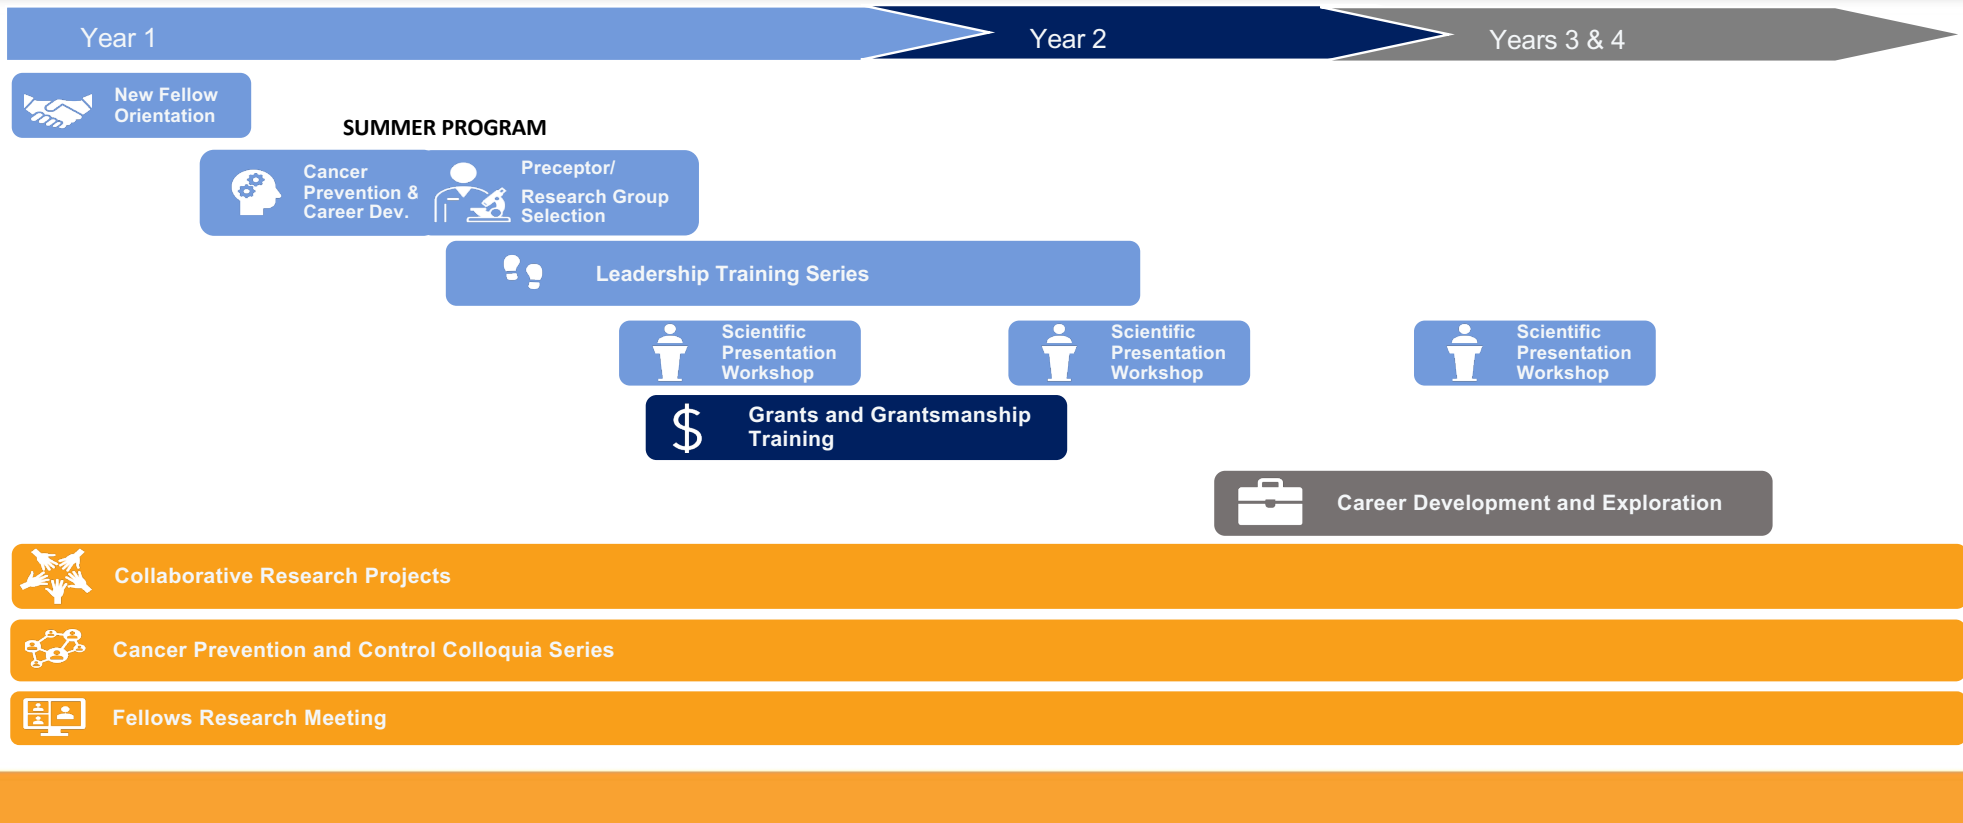 Year 1
Year 2
Years 3 & 4
New Fellow
Orientation
SUMMER PROGRAM
Cancer
Prevention &
Career Dev.
Preceptor/
Research Group
Selection
Leadership Training Series
Scientific
Presentation
Workshop
Scientific
Presentation
Workshop
Scientific
Presentation
Workshop
$
Grants and Grantsmanship
Training
Career Development and Exploration
Collaborative Research Projects
Cancer Prevention and Control Colloquia Series
Fellows Research Meeting